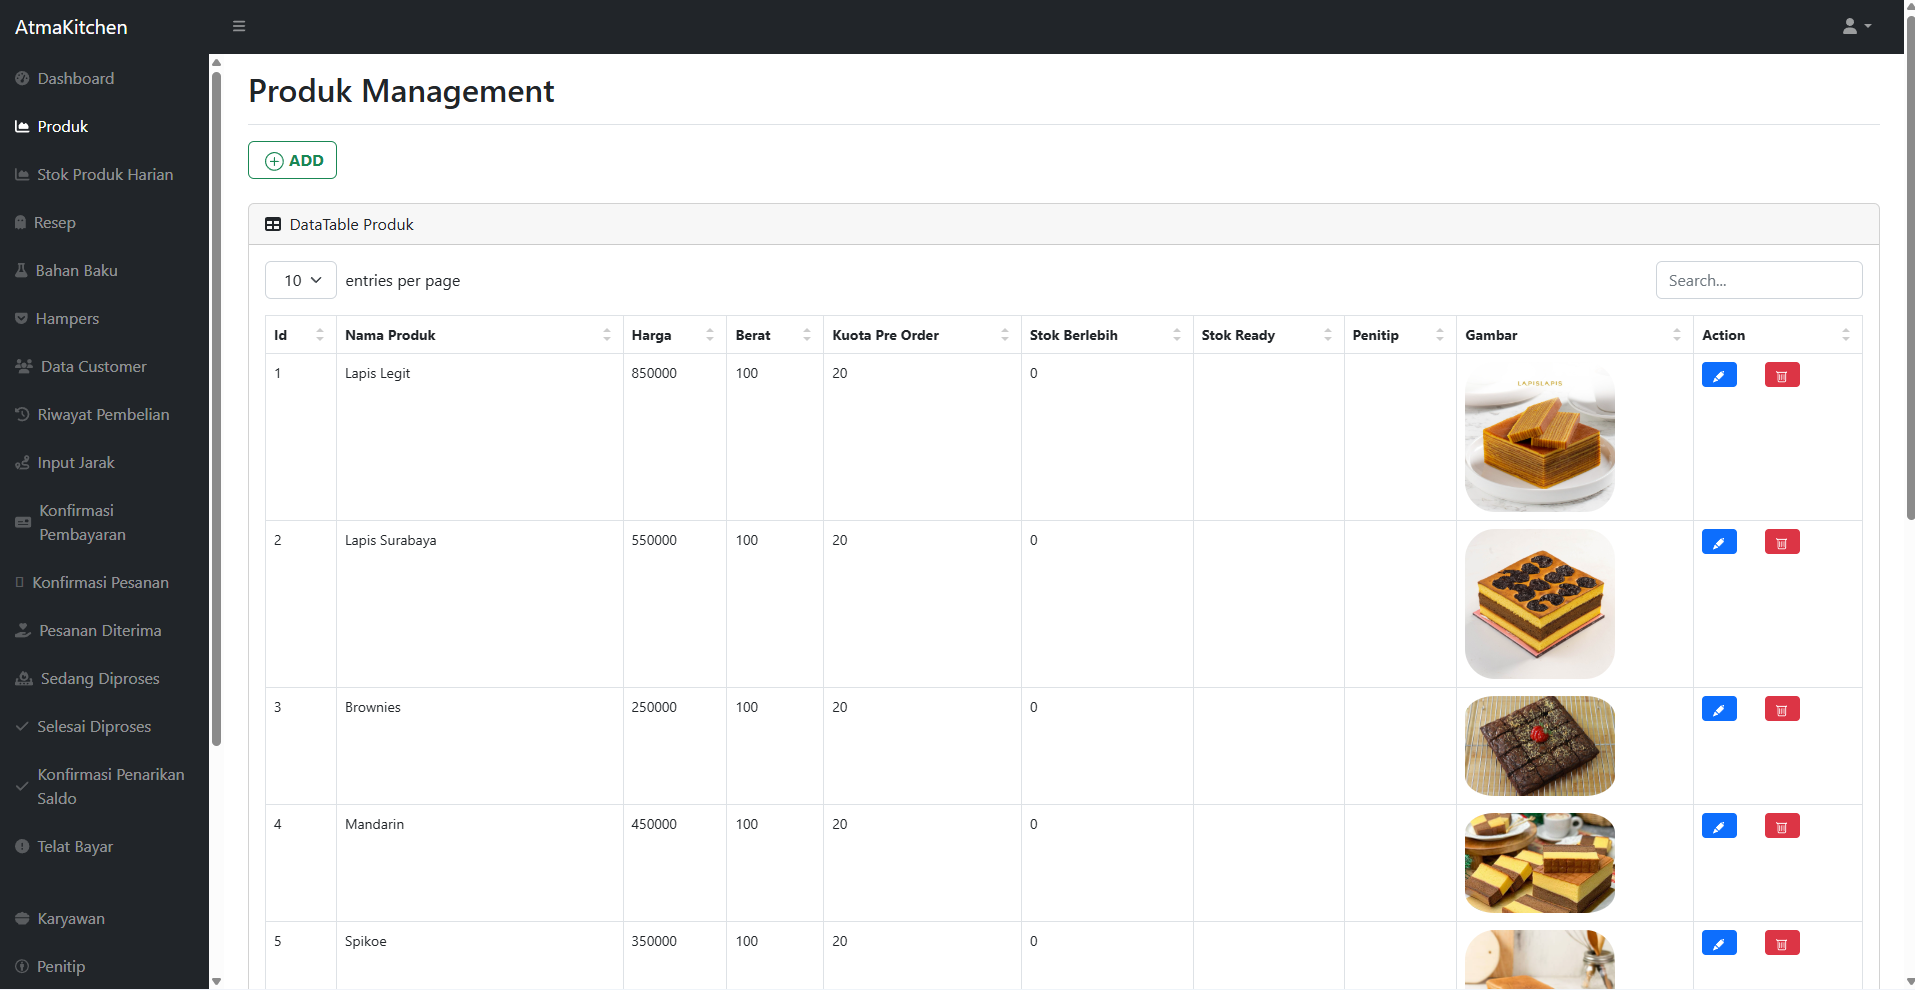 AtmaKitchen
Dashboard
Produk
Stok Produk Harian
Resep
Bahan Baku
Hampers
Data Customer
Riwayat Pembelian
Input Jarak
Konfirmasi
Pembayaran
Konfirmasi Pesanan
Pesanan Diterima
Sedang Diproses
Selesai Diproses
Konfirmasi Penarikan
Saldo
Telat Bayar
Karyawan
Penitip
Produk Management
ADD
DataTable Produk
10 entries per page
Search...
Id Nama Produk Harga Berat Kuota Pre Order Stok Berlebih Stok Ready Penitip Gambar Action
1 Lapis Legit 850000 100 20 0
LAPISLAPIS
2 Lapis Surabaya 550000 100 20 0
3 Brownies 250000 100 20 0
4 Mandarin 450000 100 20 0
5 Spikoe 350000 100 20 0